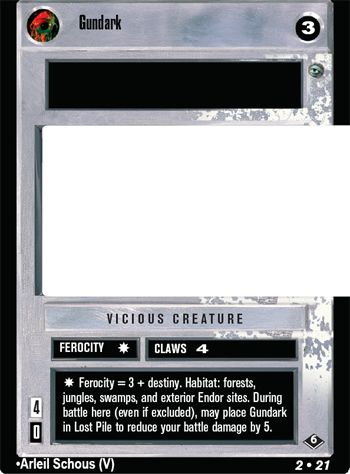 Gundark
3
VICIOUS CREATURE
FEROCITY ✷
CLAWS 4
✷ Ferocity = 3 + destiny. Habitat: forests,
jungles, swamps, and exterior Endor sites. During
battle here (even if excluded), may place Gundark
in Lost Pile to reduce your battle damage by 5.
4
0
6
•Arleil Schous (V)
2 • 21